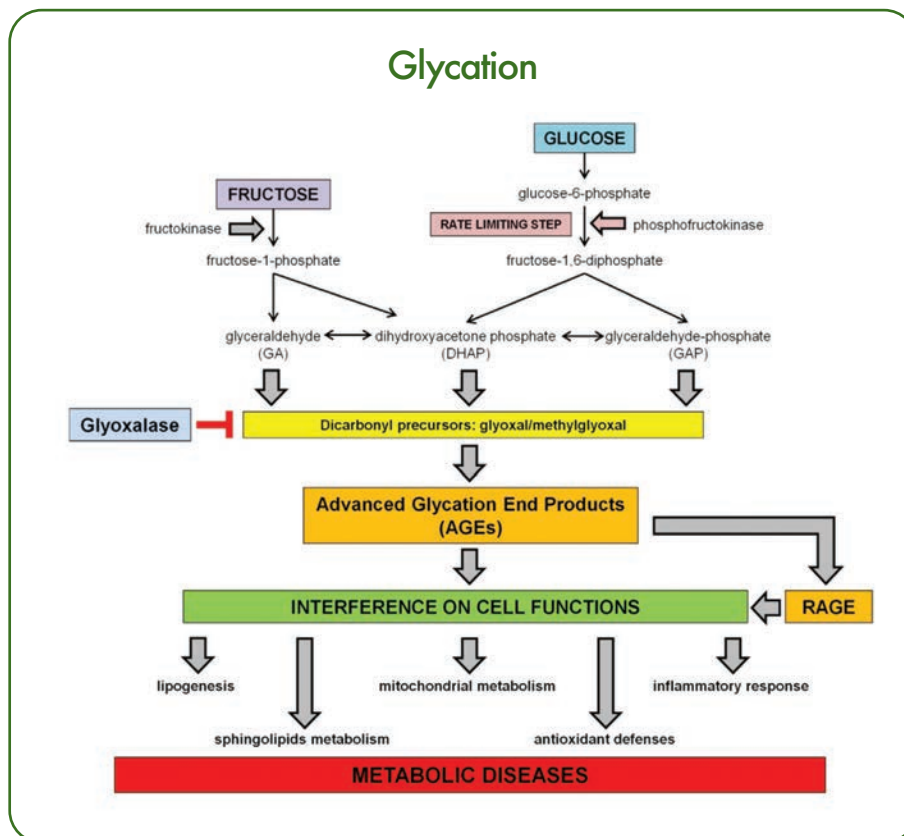 Glycation
GLUCOSE
glucose-6-phosphate
FRUCTOSE
fructokinase
RATE LIMITING STEP
phosphofructokinase
fructose-1-phosphate
fructose-1,6-diphosphate
glyceraldehyde
(GA)
dihydroxyacetone phosphate
(DHAP)
glyceraldehyde-phosphate
(GAP)
Glyoxalase
Dicarbonyl precursors: glyoxal/methylglyoxal
Advanced Glycation End Products
(AGEs)
INTERFERENCE ON CELL FUNCTIONS
RAGE
lipogenesis
mitochondrial metabolism
inflammatory response
sphingolipids metabolism
antioxidant defenses
METABOLIC DISEASES